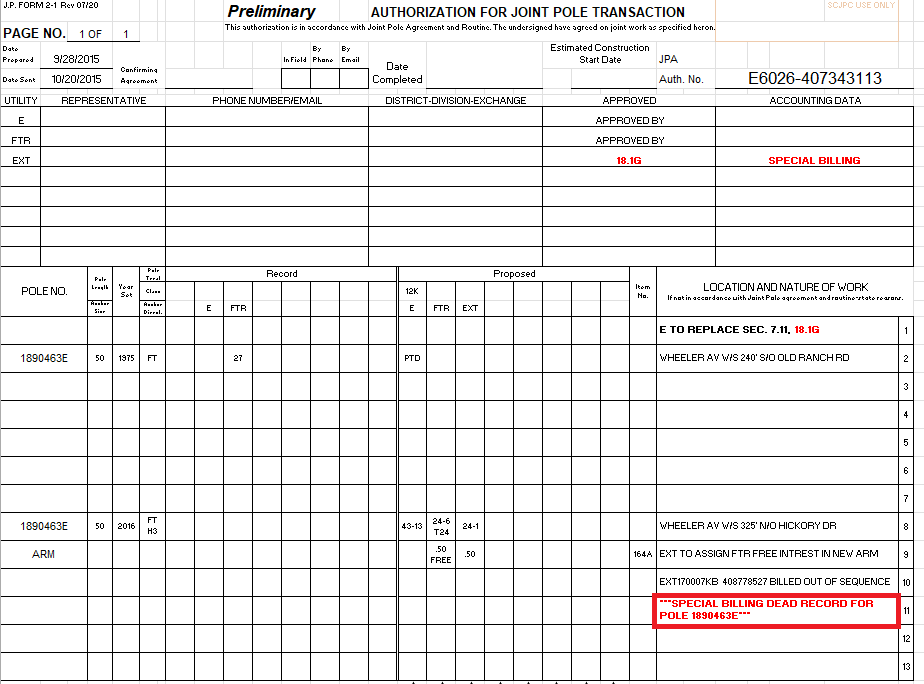 J.P. FORM 2-1 Rev 07/20
Preliminary
AUTHORIZATION FOR JOINT POLE TRANSACTION
SCJPC USE ONLY
This authorization is in accordance with Joint Pole Agreement and Routine. The undersigned have agreed on joint work as specified heron.
PAGE NO. 1 OF 1
Date Prepared 9/28/2015
Date Sent 10/20/2015
Confirming Agreement
In Field
By Phone
By Email
Date Completed
Estimated Construction Start Date
JPA
Auth. No. E6026-407343113
UTILITY REPRESENTATIVE PHONE NUMBER/EMAIL DISTRICT-DIVISION-EXCHANGE APPROVED ACCOUNTING DATA
E APPROVED BY
FTR APPROVED BY
EXT 18.1G SPECIAL BILLING
POLE NO.
Pole Length
Anchor Size
Year Set
Pole Treat
Class
Anchor Direct.
Record
E FTR
Proposed
12K
E FTR EXT
Item No.
LOCATION AND NATURE OF WORK
If not in accordance with Joint Pole agreement and routine-state reasons.
E TO REPLACE SEC. 7.11, 18.1G 1
1890463E 50 1975 FT 27 PTD WHEELER AV W/S 240' S/O OLD RANCH RD 2
3
4
5
6
7
1890463E 50 2016 FT H3 43-13 24-6 T24 24-1 WHEELER AV W/S 325' N/O HICKORY DR 8
ARM .50 FREE .50 164A EXT TO ASSIGN FTR FREE INTREST IN NEW ARM 9
EXT170007KB 408778527 BILLED OUT OF SEQUENCE 10
***SPECIAL BILLING DEAD RECORD FOR
POLE 1890463E*** 11
12
13